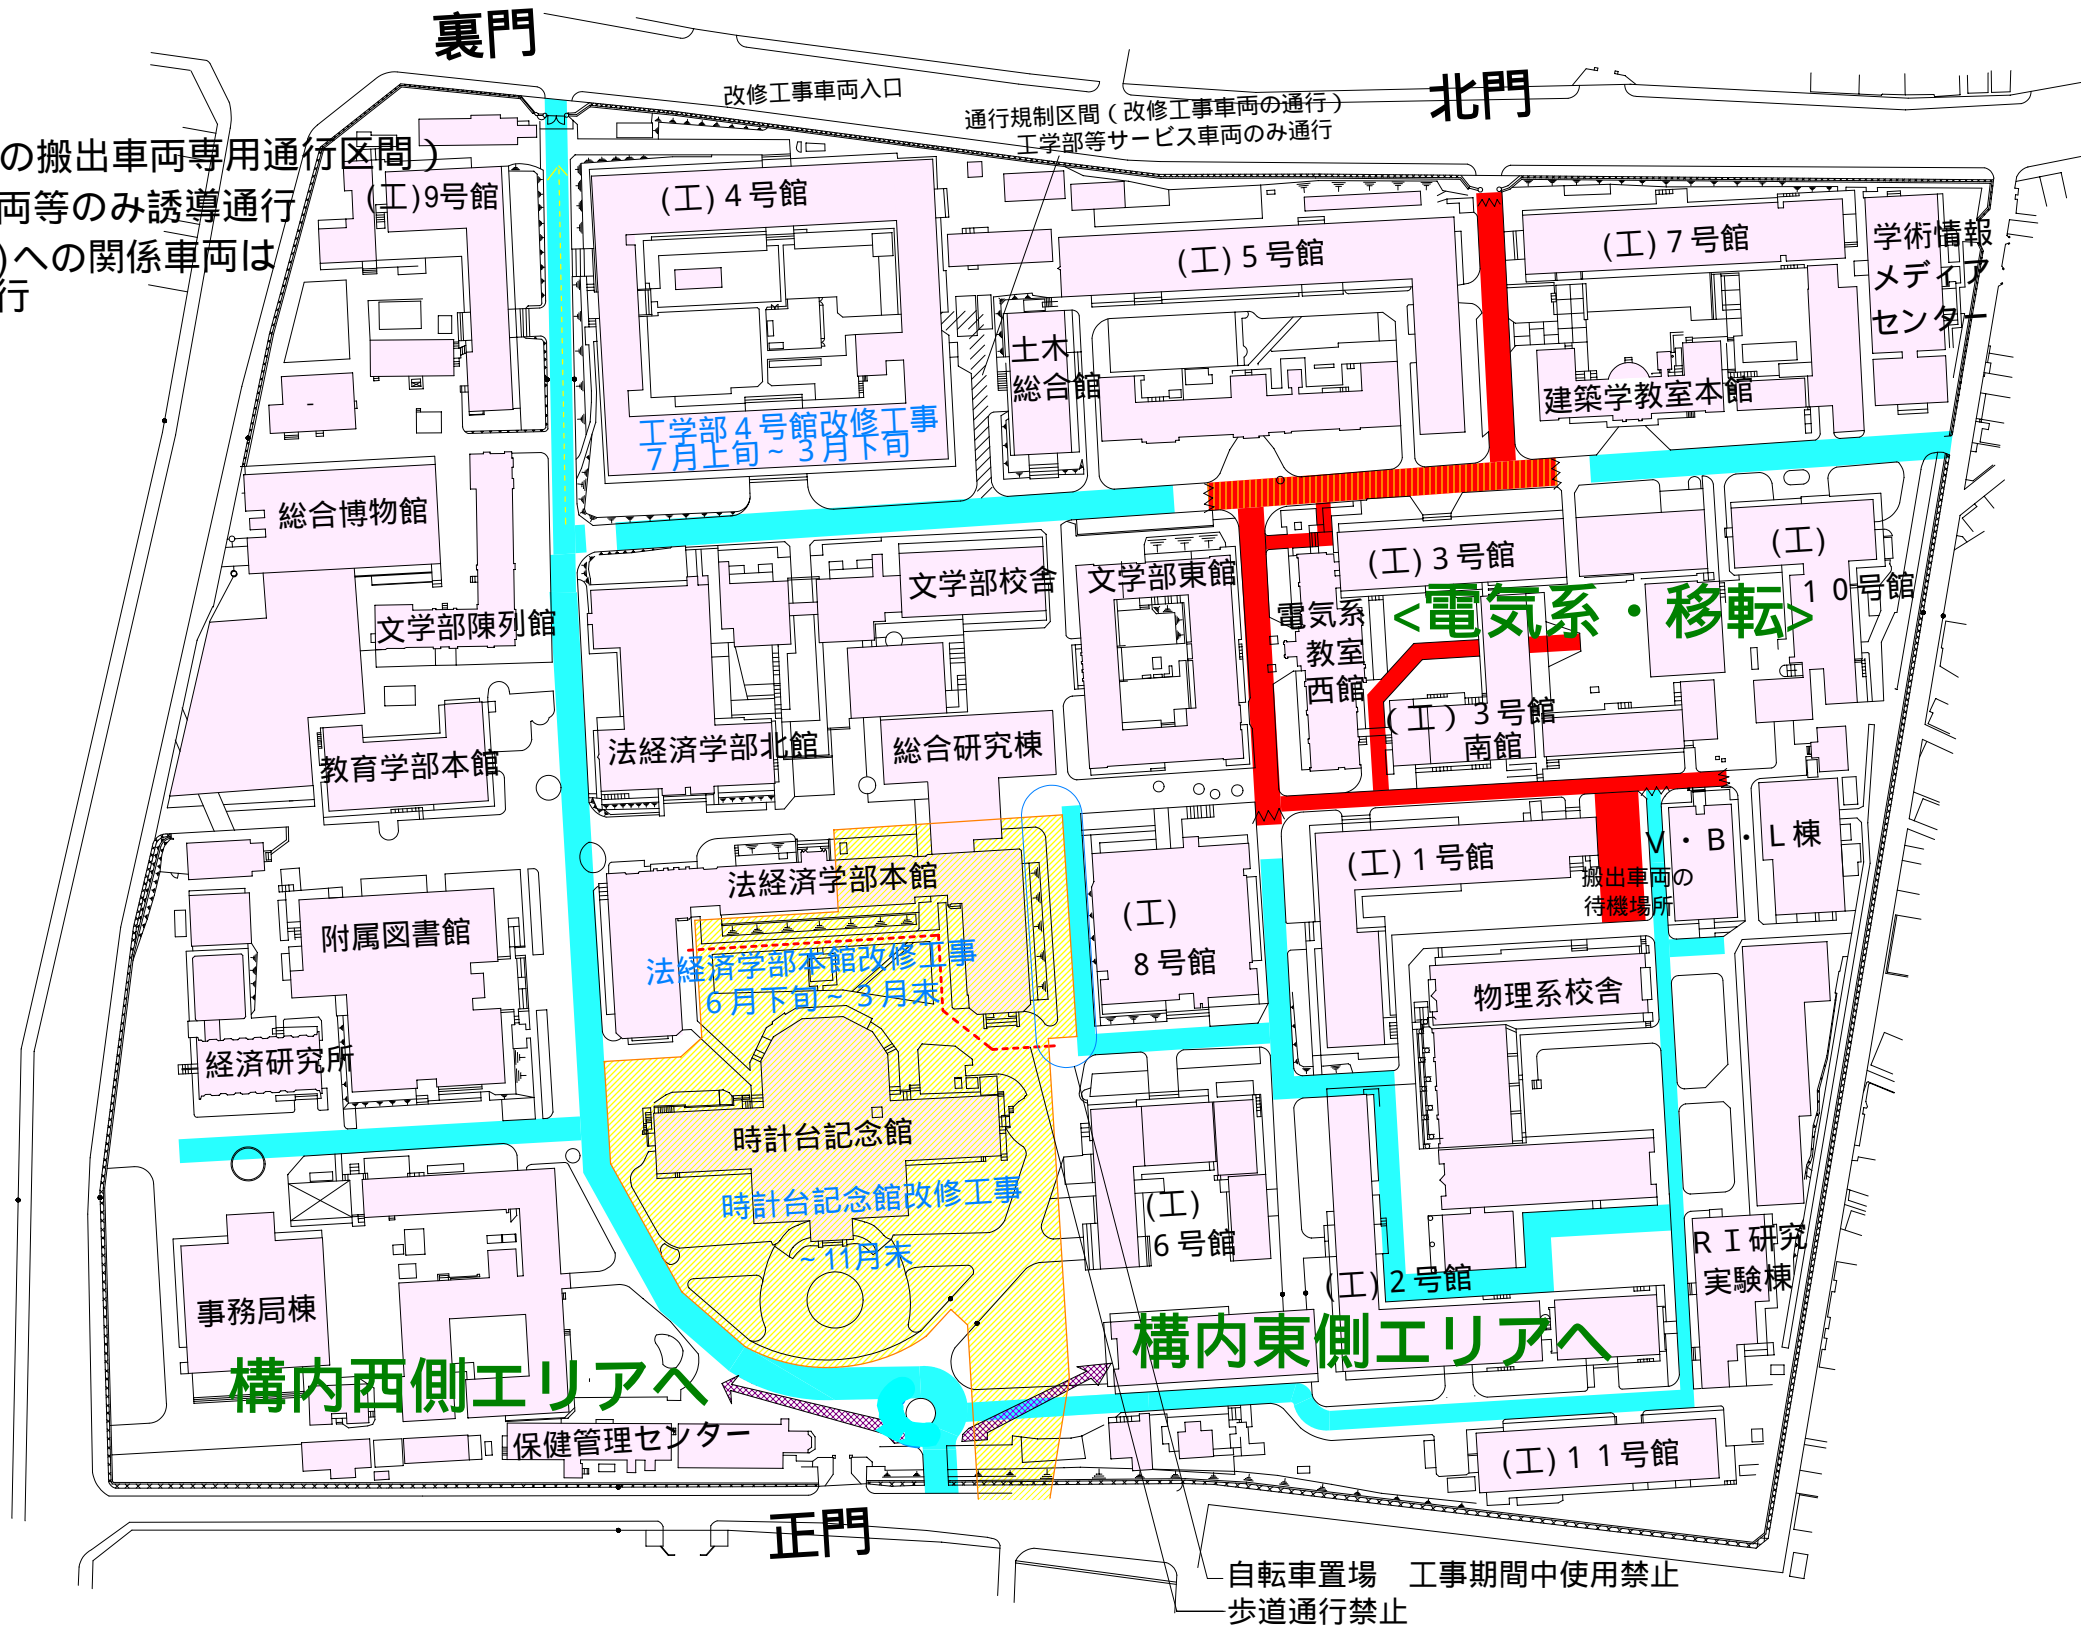 裏門
北門
改修工事車両入口
通行規制区間（改修工事車両の通行）
工学部等サービス車両のみ通行
の搬出車両専用通行区間）
両等のみ誘導通行
)への関係車両は
行
(工)9号館
(工)４号館
(工)５号館
(工)７号館
学術情報
メディア
センター
土木
総合館
建築学教室本館
工学部４号館改修工事
７月上旬～３月下旬
総合博物館
文学部陳列館
文学部校舎
文学部東館
(工)３号館
(工)
１０号館
<電気系・移転>
電気系
教室
西館
(工）３号館
南館
教育学部本館
法経済学部北館
総合研究棟
(工)１号館
Ｖ・Ｂ・Ｌ棟
搬出車両の
待機場所
法経済学部本館
附属図書館
(工)
８号館
法経済学部本館改修工事
６月下旬～３月末
物理系校舎
経済研究所
時計台記念館
時計台記念館改修工事
～11月末
(工)
６号館
(工)２号館
ＲＩ研究
実験棟
事務局棟
構内西側エリアへ
構内東側エリアへ
保健管理センター
(工)１１号館
正門
自転車置場　工事期間中使用禁止
歩道通行禁止